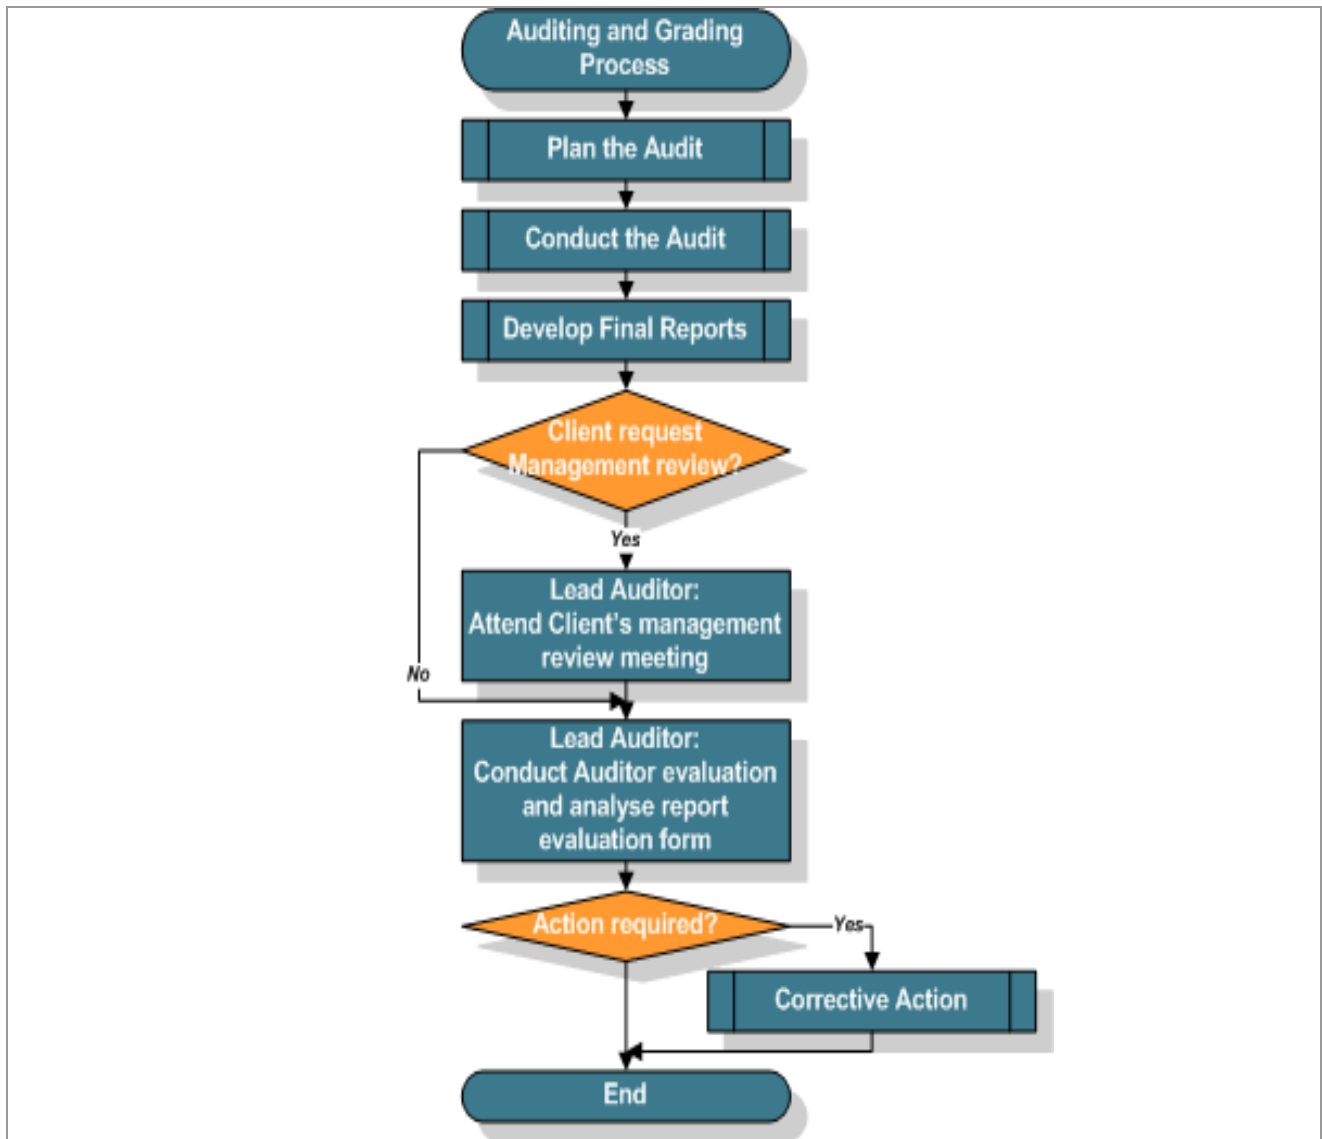 Auditing and Grading
Process
Plan the Audit
Conduct the Audit
Develop Final Reports
Client request
Management review?
Yes
Lead Auditor:
Attend Client's management
review meeting
No
Lead Auditor:
Conduct Auditor evaluation
and analyse report
evaluation form
Action required?
Yes
Corrective Action
End